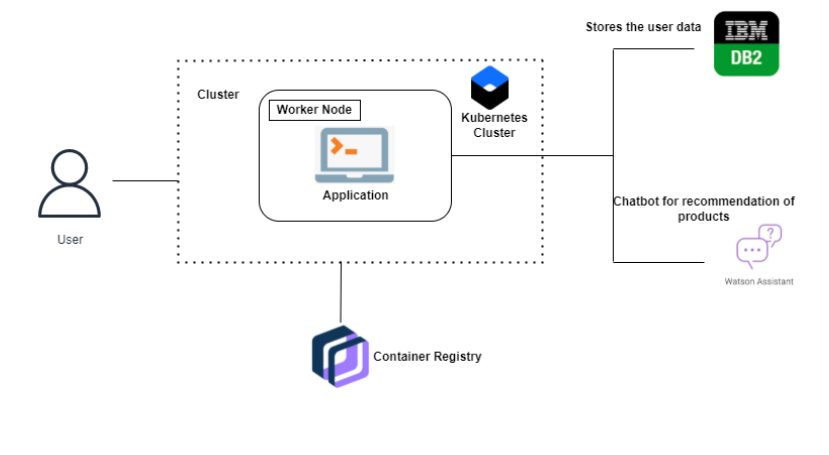 Stores the user data
IBM
DB2
Cluster
Worker Node
Kubernetes
Cluster
Application
User
Chatbot for recommendation of
products
Watson Assistant
Container Registry